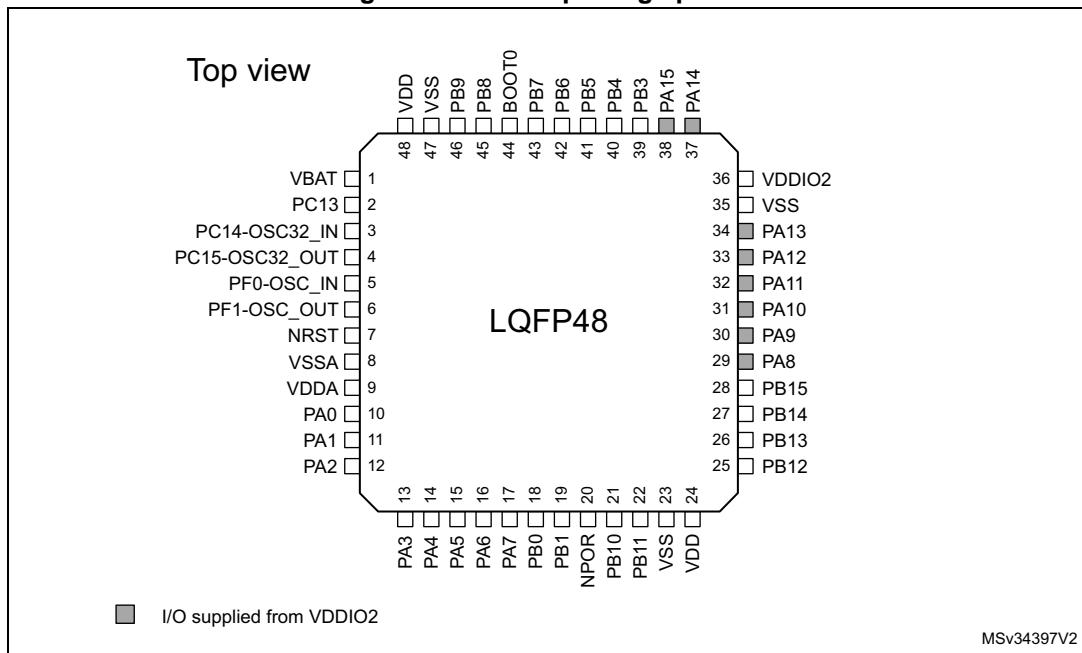 Top view
48 VDD
47 VSS
46 PB9
45 PB8
44 BOOT0
43 PB7
42 PB6
41 PB5
40 PB4
39 PB3
38 PA15
37 PA14
VBAT 1
PC13 2
PC14-OSC32_IN 3
PC15-OSC32_OUT 4
PF0-OSC_IN 5
PF1-OSC_OUT 6
NRST 7
VSSA 8
VDDA 9
PA0 10
PA1 11
PA2 12
LQFP48
36 VDDIO2
35 VSS
34 PA13
33 PA12
32 PA11
31 PA10
30 PA9
29 PA8
28 PB15
27 PB14
26 PB13
25 PB12
PA3 13
PA4 14
PA5 15
PA6 16
PA7 17
PB0 18
PB1 19
NPOR 20
PB10 21
PB11 22
VSS 23
VDD 24
I/O supplied from VDDIO2
MSv34397V2